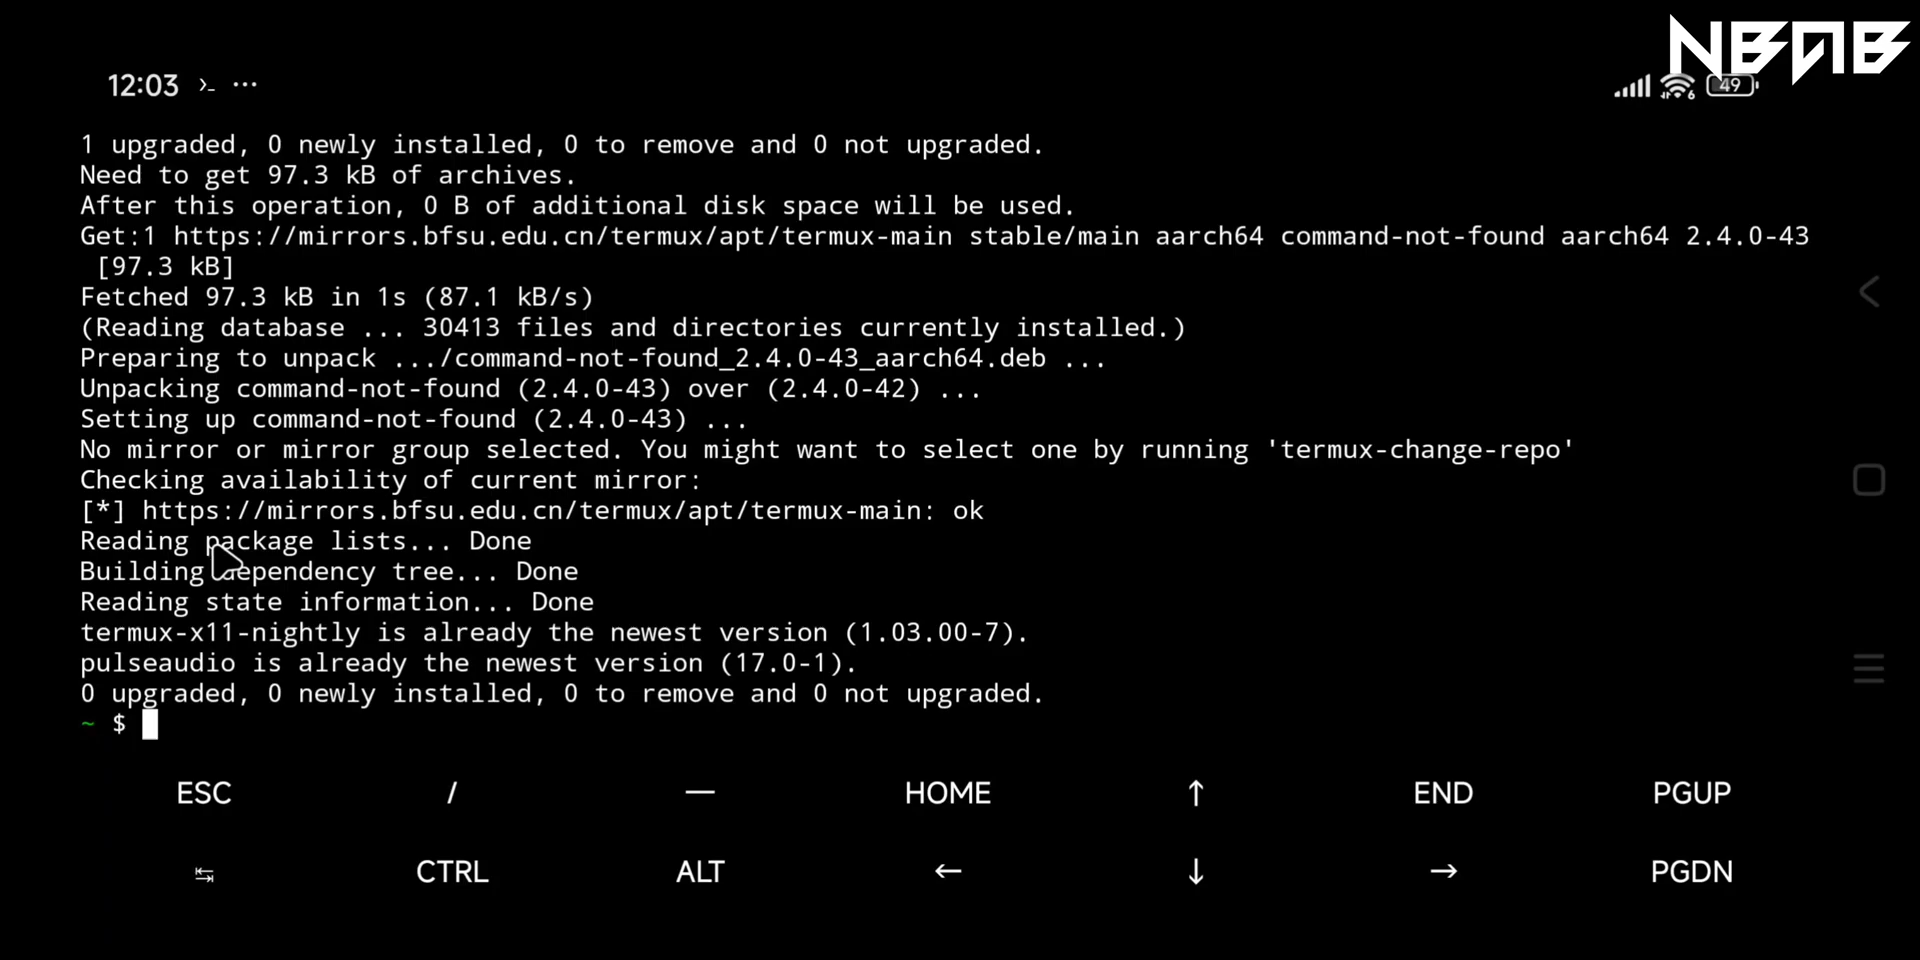 NBAB
12:03 >_ ...
49
6
1 upgraded, 0 newly installed, 0 to remove and 0 not upgraded.
Need to get 97.3 kB of archives.
After this operation, 0 B of additional disk space will be used.
Get:1 https://mirrors.bfsu.edu.cn/termux/apt/termux-main stable/main aarch64 command-not-found aarch64 2.4.0-43
[97.3 kB]
Fetched 97.3 kB in 1s (87.1 kB/s)
(Reading database ... 30413 files and directories currently installed.)
Preparing to unpack .../command-not-found_2.4.0-43_aarch64.deb ...
Unpacking command-not-found (2.4.0-43) over (2.4.0-42) ...
Setting up command-not-found (2.4.0-43) ...
No mirror or mirror group selected. You might want to select one by running 'termux-change-repo'
Checking availability of current mirror:
[*] https://mirrors.bfsu.edu.cn/termux/apt/termux-main: ok
Reading package lists... Done
Building dependency tree... Done
Reading state information... Done
termux-x11-nightly is already the newest version (1.03.00-7).
pulseaudio is already the newest version (17.0-1).
0 upgraded, 0 newly installed, 0 to remove and 0 not upgraded.
~ $
ESC / — HOME ↑ END PGUP
↹ CTRL ALT ← ↓ → PGDN